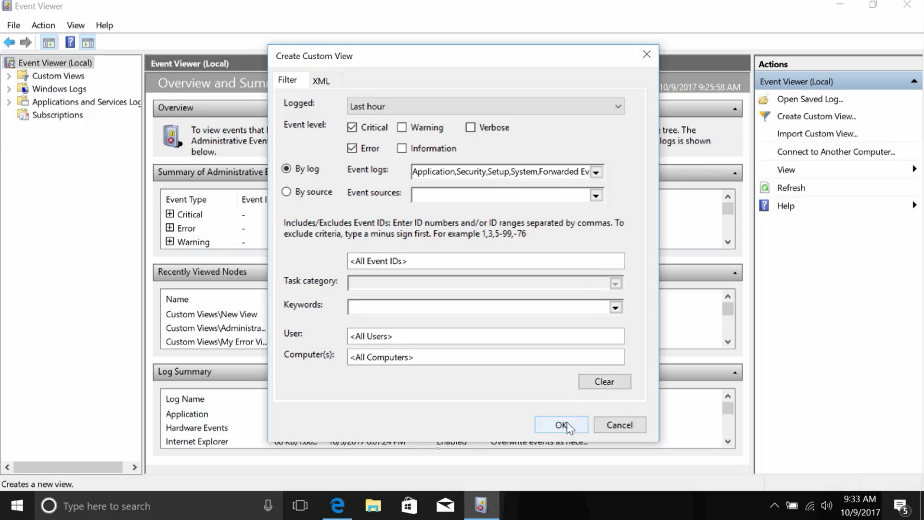 Event Viewer
File Action View Help
Event Viewer (Local)
Custom Views
Windows Logs
Applications and Services Log
Subscriptions
Event Viewer (Local)
Overview and Sum
10/9/2017 9:25:58 AM
Overview
To view events that
Administrative Even
below.
tree. The
logs is shown
Summary of Administrative Eve
Event Type Event I
Critical -
Error -
Warning -
Recently Viewed Nodes
Name
Custom Views\New View
Custom Views\Administra...
Custom Views\My Error Vi...
Log Summary
Log Name
Application
Hardware Events
Internet Explorer
Enabled
Overwrite events as nece...
Create Custom View
Filter XML
Logged: Last hour
Event level: Critical Warning Verbose
Error Information
By log Event logs: Application,Security,Setup,System,Forwarded Ev
By source Event sources:
Includes/Excludes Event IDs: Enter ID numbers and/or ID ranges separated by commas. To
exclude criteria, type a minus sign first. For example 1,3,5-99,-76
<All Event IDs>
Task category:
Keywords:
User: <All Users>
Computer(s): <All Computers>
Clear
OK Cancel
Actions
Event Viewer (Local)
Open Saved Log...
Create Custom View...
Import Custom View...
Connect to Another Computer...
View
Refresh
Help
Creates a new view.
Type here to search
9:33 AM
10/9/2017
5